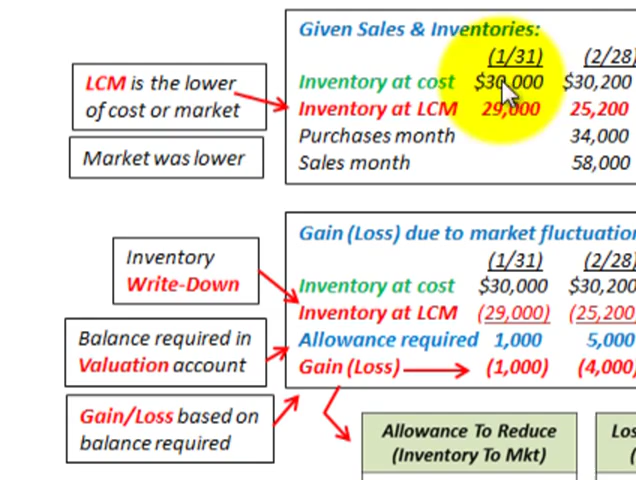 Given Sales & Inventories:
(1/31) (2/28)
LCM is the lower
of cost or market
Inventory at cost $30,000 $30,200
Inventory at LCM 29,000 25,200
Purchases month 34,000
Market was lower
Sales month 58,000
Gain (Loss) due to market fluctuation
(1/31) (2/28)
Inventory
Write-Down
Inventory at cost $30,000 $30,200
Inventory at LCM (29,000) (25,200
Balance required in
Valuation account
Allowance required 1,000 5,000
Gain (Loss) (1,000) (4,000)
Gain/Loss based on
balance required
Allowance To Reduce
(Inventory To Mkt)